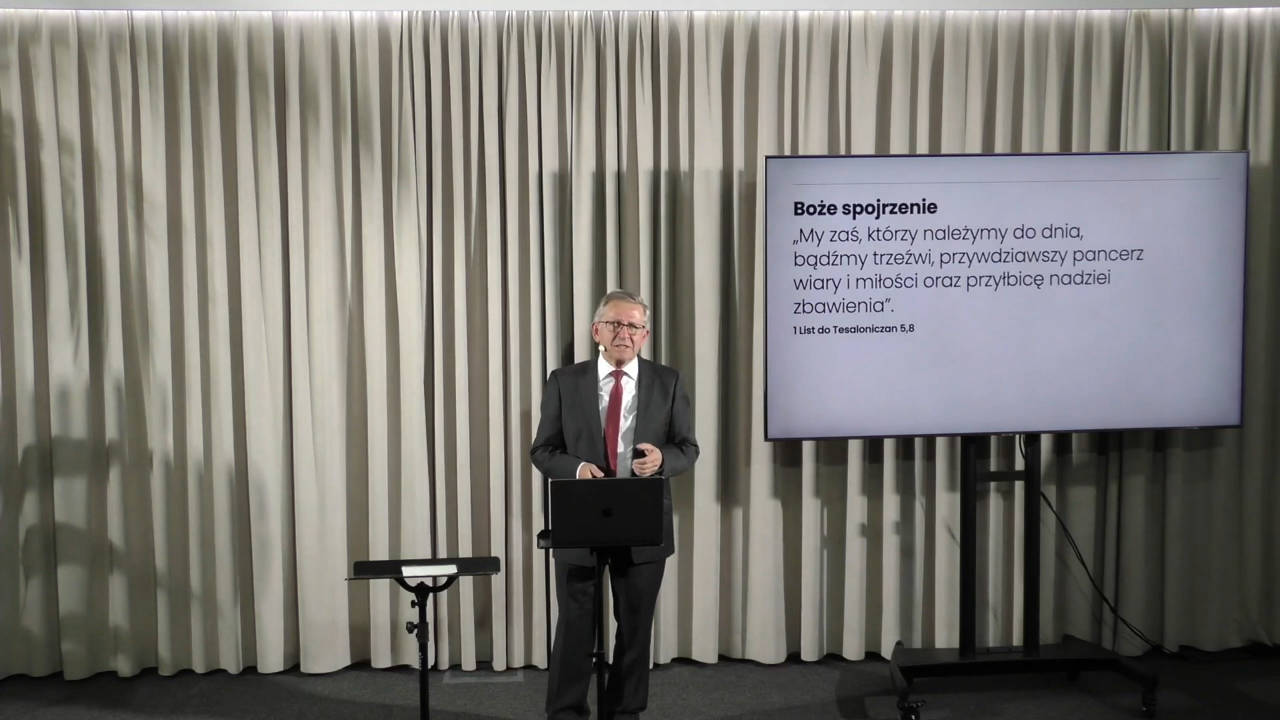 Boże spojrzenie
„My zaś, którzy należymy do dnia,
bądźmy trzeźwi, przywdziawszy pancerz
wiary i miłości oraz przyłbicę nadziei
zbawienia”.
1 List do Tesaloniczan 5,8